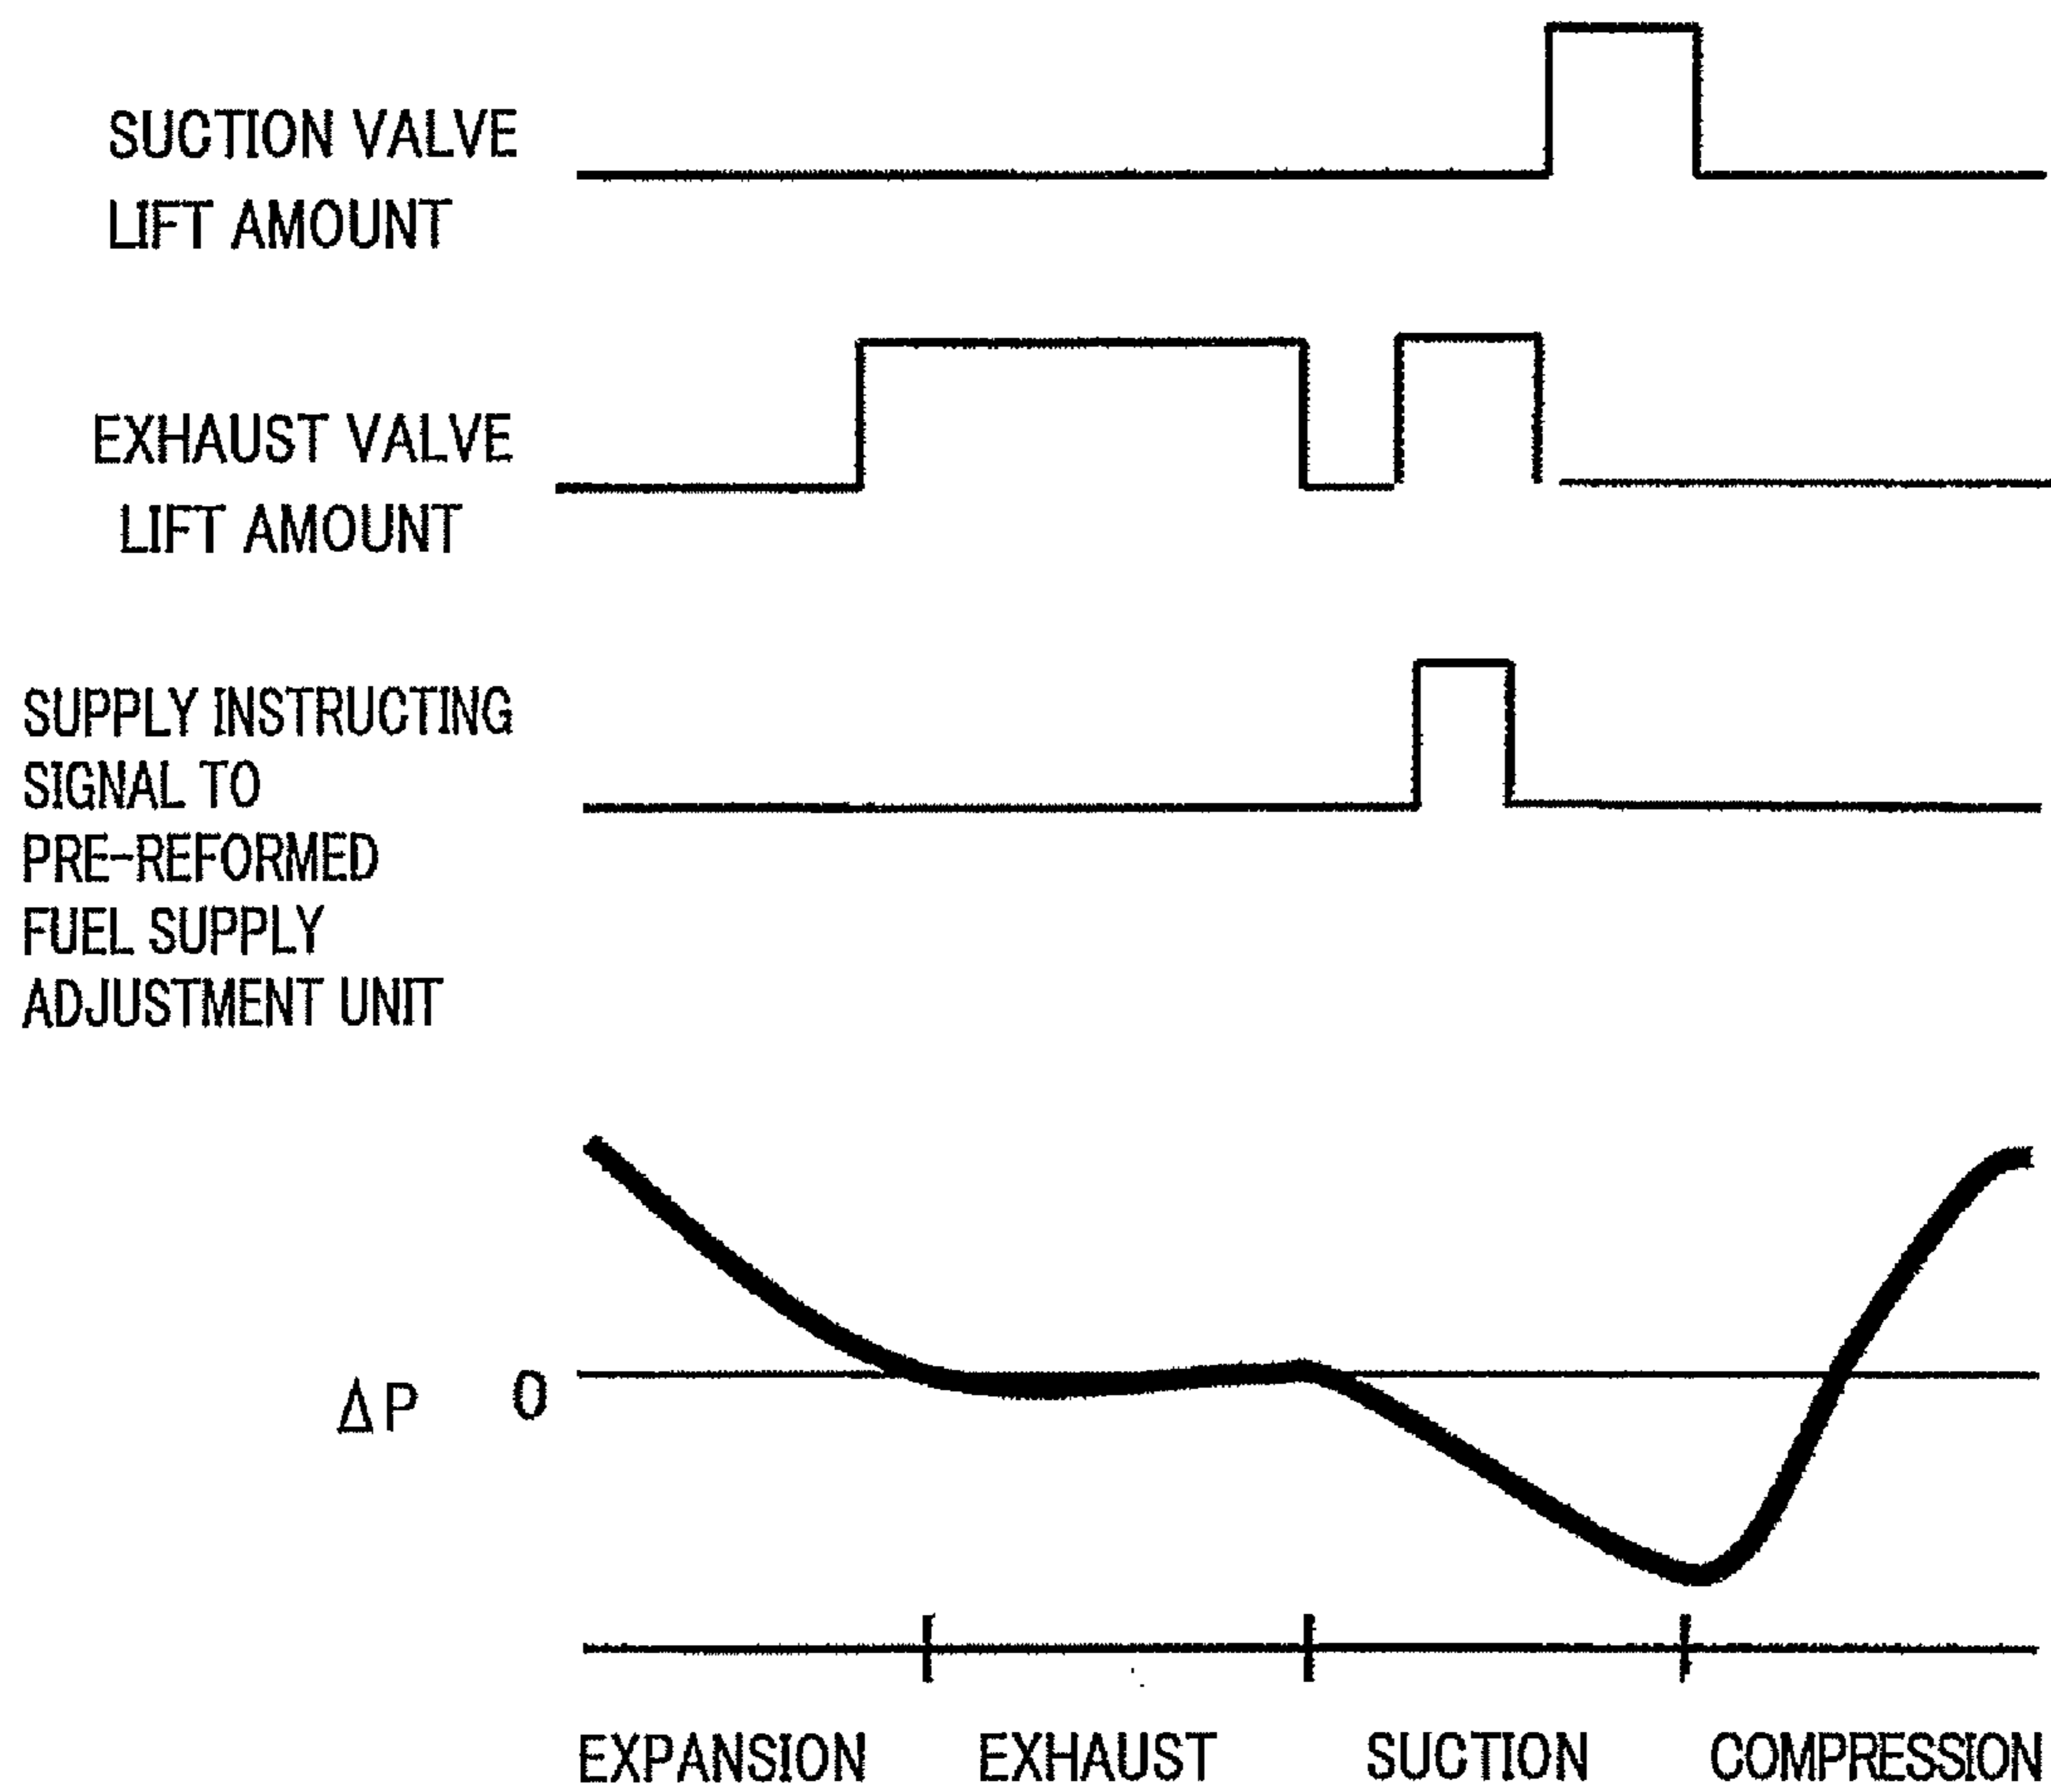 SUCTION VALVE
LIFT AMOUNT
EXHAUST VALVE
LIFT AMOUNT
SUPPLY INSTRUCTING
SIGNAL TO
PRE-REFORMED
FUEL SUPPLY
ADJUSTMENT UNIT
ΔP 0
EXPANSION EXHAUST SUCTION COMPRESSION